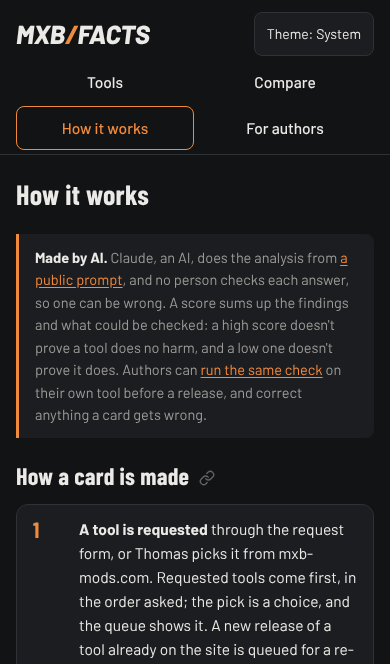 MXB/FACTS
Theme: System
Tools
Compare
How it works
For authors
How it works
Made by AI. Claude, an AI, does the analysis from a
public prompt, and no person checks each answer,
so one can be wrong. A score sums up the findings
and what could be checked: a high score doesn't
prove a tool does no harm, and a low one doesn't
prove it does. Authors can run the same check on
their own tool before a release, and correct
anything a card gets wrong.
How a card is made
1
A tool is requested through the request
form, or Thomas picks it from mxb-
mods.com. Requested tools come first, in
the order asked; the pick is a choice, and
the queue shows it. A new release of a
tool already on the site is queued for a re-